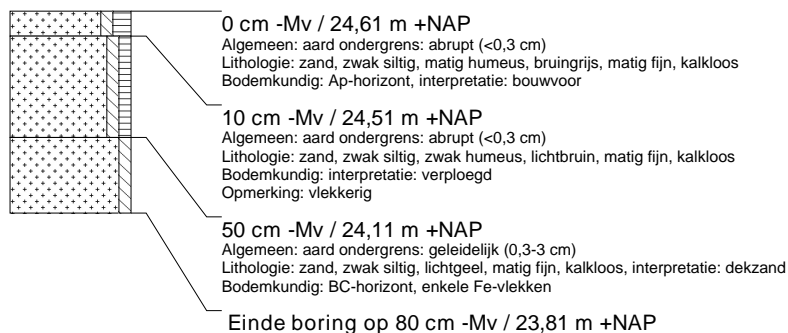 0 cm -Mv / 24,61 m +NAP
Algemeen: aard ondergrens: abrupt (<0,3 cm)
Lithologie: zand, zwak siltig, matig humeus, bruingrijs, matig fijn, kalkloos
Bodemkundig: Ap-horizont, interpretatie: bouwvoor
10 cm -Mv / 24,51 m +NAP
Algemeen: aard ondergrens: abrupt (<0,3 cm)
Lithologie: zand, zwak siltig, zwak humeus, lichtbruin, matig fijn, kalkloos
Bodemkundig: interpretatie: verploegd
Opmerking: vlekkerig
50 cm -Mv / 24,11 m +NAP
Algemeen: aard ondergrens: geleidelijk (0,3-3 cm)
Lithologie: zand, zwak siltig, lichtgeel, matig fijn, kalkloos, interpretatie: dekzand
Bodemkundig: BC-horizont, enkele Fe-vlekken
Einde boring op 80 cm -Mv / 23,81 m +NAP